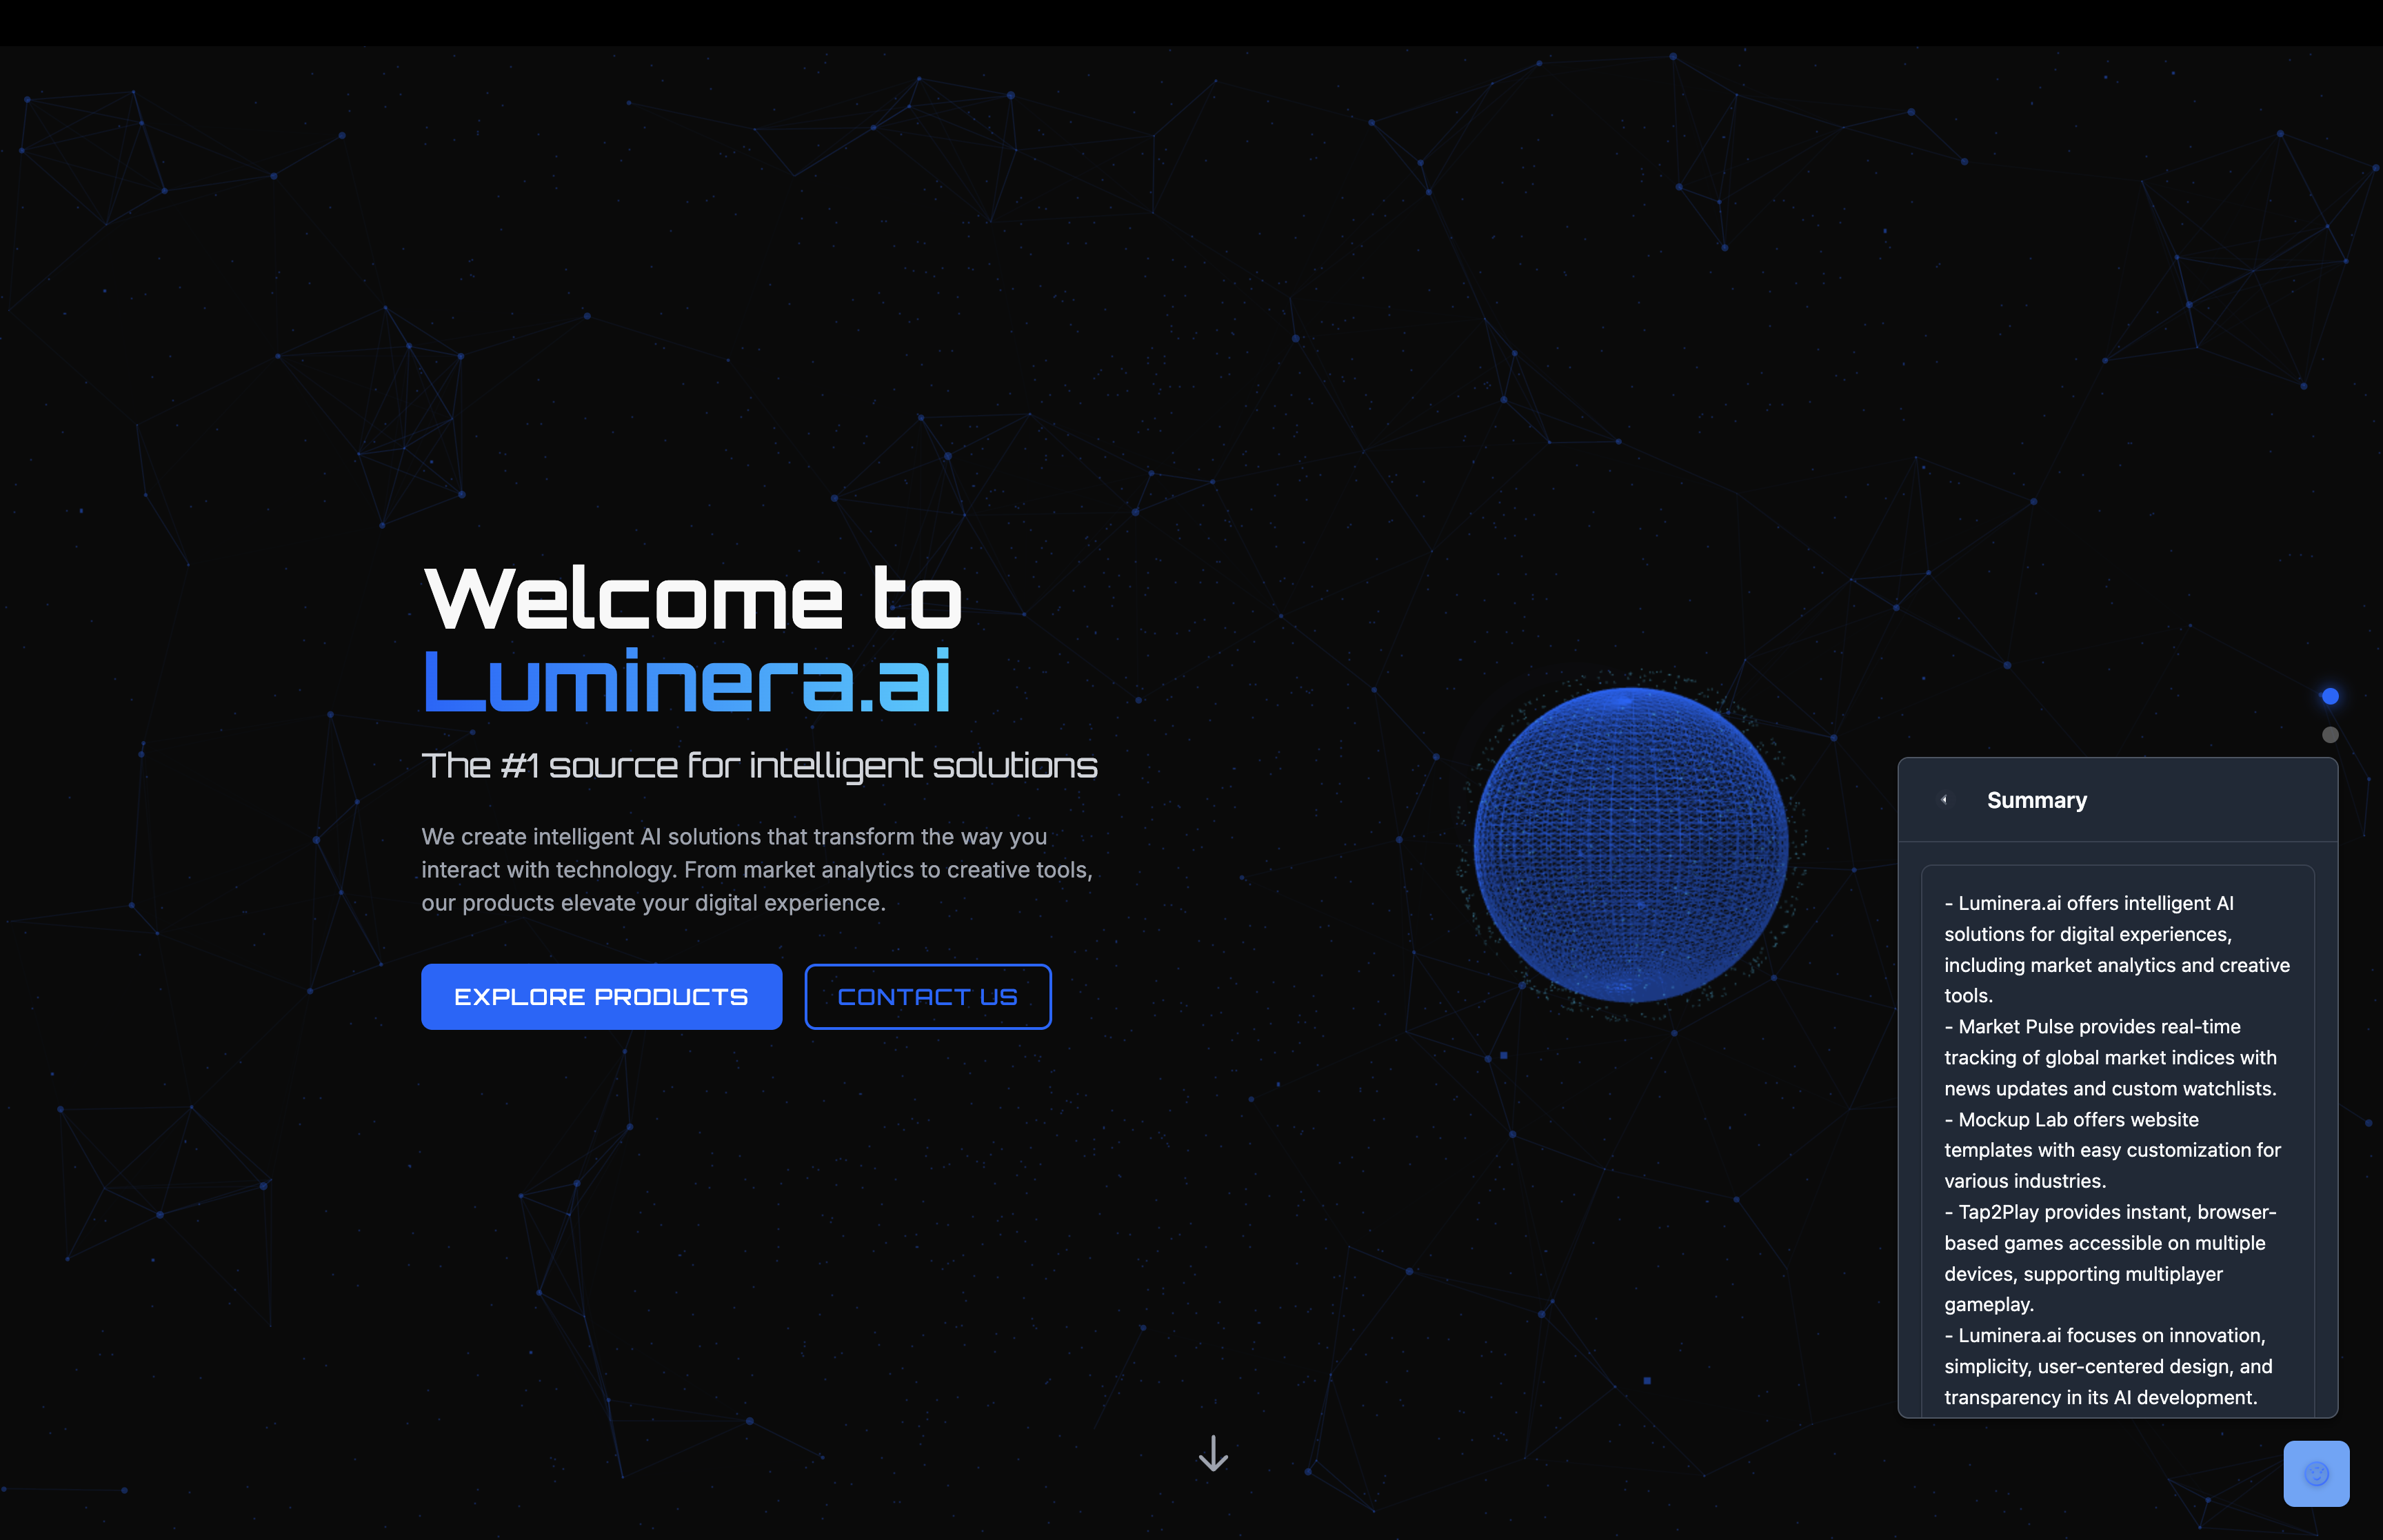 Welcome to
Luminera.ai
The #1 source for intelligent solutions
We create intelligent AI solutions that transform the way you
interact with technology. From market analytics to creative tools,
our products elevate your digital experience.
EXPLORE PRODUCTS
CONTACT US
Summary
- Luminera.ai offers intelligent AI
solutions for digital experiences,
including market analytics and creative
tools.
- Market Pulse provides real-time
tracking of global market indices with
news updates and custom watchlists.
- Mockup Lab offers website
templates with easy customization for
various industries.
- Tap2Play provides instant, browser-
based games accessible on multiple
devices, supporting multiplayer
gameplay.
- Luminera.ai focuses on innovation,
simplicity, user-centered design, and
transparency in its AI development.